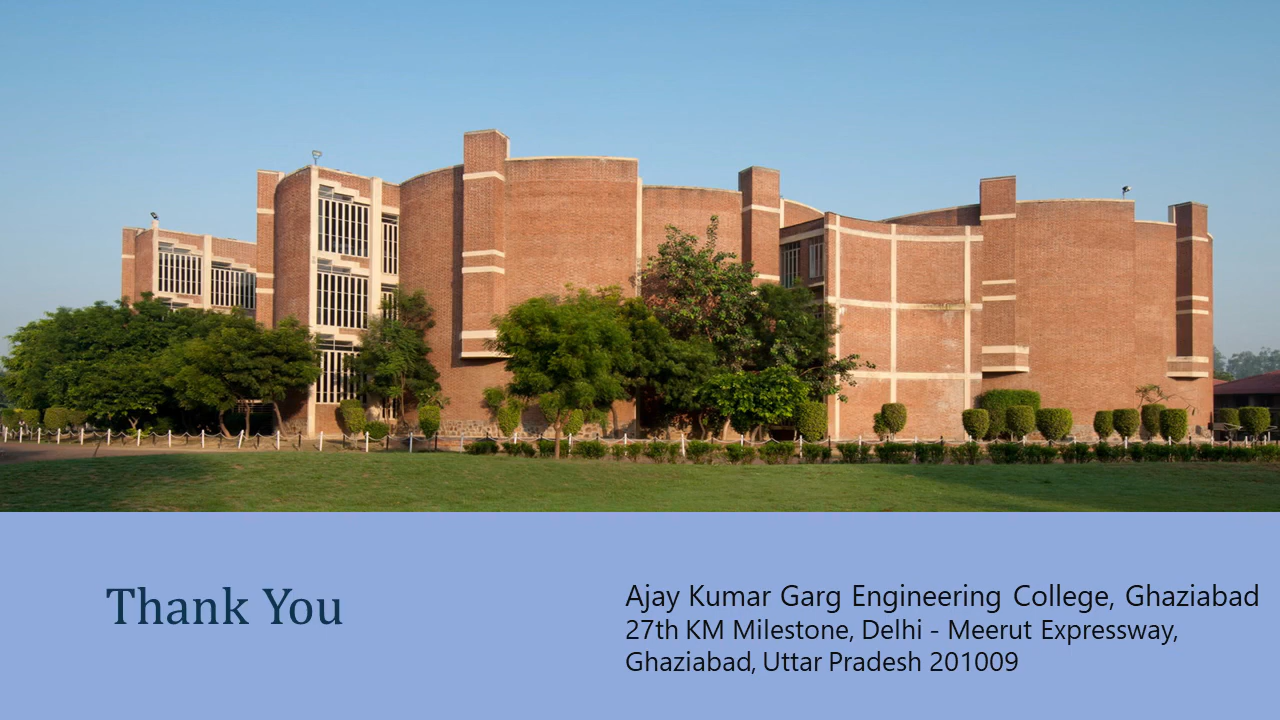 Thank You
Ajay Kumar Garg Engineering College, Ghaziabad
27th KM Milestone, Delhi - Meerut Expressway,
Ghaziabad, Uttar Pradesh 201009